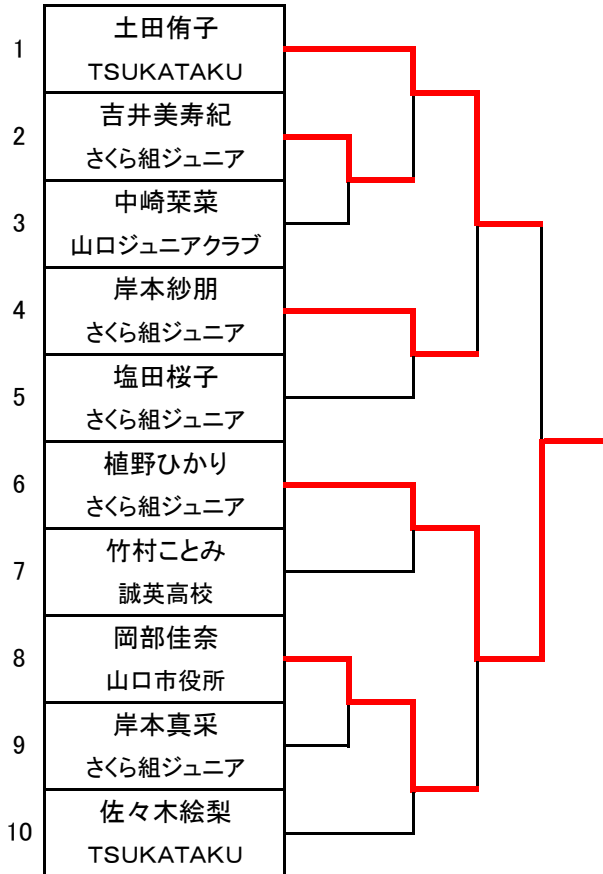 1
土田侑子
TSUKATAKU
2
吉井美寿紀
さくら組ジュニア
3
中崎栞菜
山口ジュニアクラブ
4
岸本紗朋
さくら組ジュニア
5
塩田桜子
さくら組ジュニア
6
植野ひかり
さくら組ジュニア
7
竹村ことみ
誠英高校
8
岡部佳奈
山口市役所
9
岸本真采
さくら組ジュニア
10
佐々木絵梨
TSUKATAKU